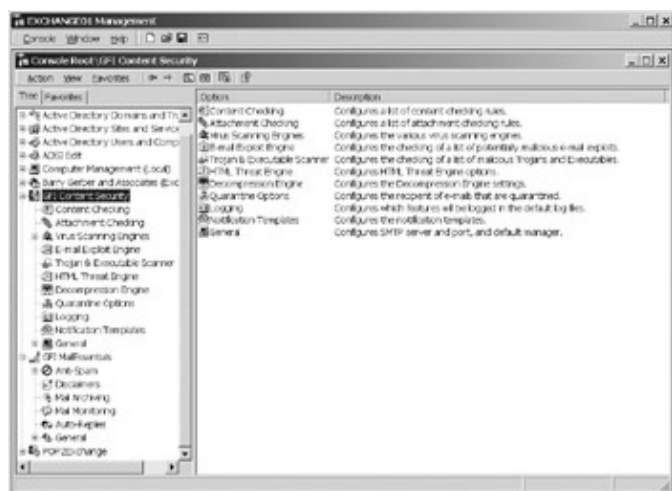 EXCHANGE01 Management
Console Window Help
Console Root\GFI Content Security
Action View Favorites
Tree Favorites
Active Directory Domains and Tr
Active Directory Sites and Service
Active Directory Users and Comp
ADSI Edit
Computer Management (Local)
Barry Gerber and Associates (Exc
GFI Content Security
Content Checking
Attachment Checking
Virus Scanning Engines
E-mail Exploit Engine
Trojan & Executable Scanner
HTML Threat Engine
Decompression Engine
Quarantine Options
Logging
Notification Templates
General
GFI MailEssentials
Anti-Spam
Disclaimers
Mail Archiving
Mail Monitoring
Auto-Replies
General
POP2Exchange
Option Description
Content Checking Configures a list of content checking rules.
Attachment Checking Configures a list of attachment checking rules.
Virus Scanning Engines Configures the various virus scanning engines.
E-mail Exploit Engine Configures the checking of a list of potentially malicious e-mail exploits.
Trojan & Executable Scanner Configures the checking of a list of malicious Trojans and Executables.
HTML Threat Engine Configures HTML Threat Engine options.
Decompression Engine Configures the Decompression Engine settings.
Quarantine Options Configures the recipient of e-mails that are quarantined.
Logging Configures which features will be logged in the default log files.
Notification Templates Configures the notification templates.
General Configures SMTP server and port, and default manager.